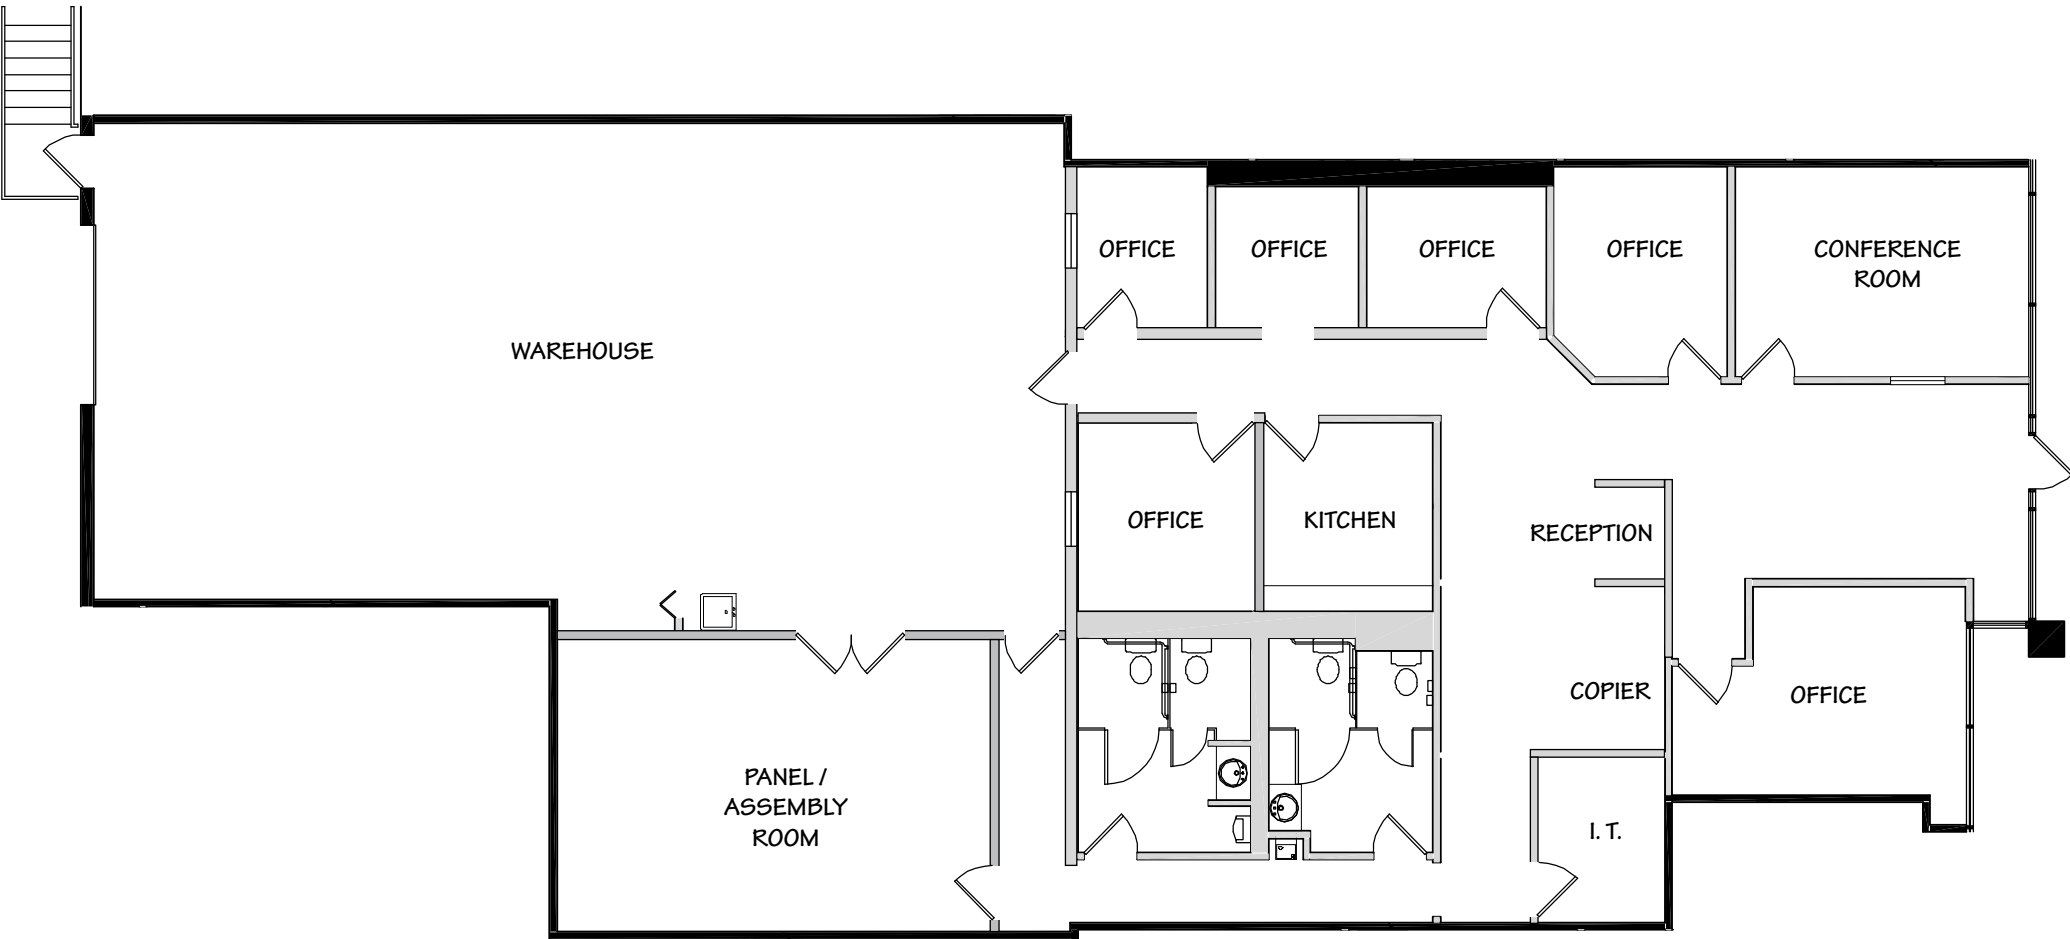 OFFICE
OFFICE
OFFICE
OFFICE
CONFERENCE
ROOM
WAREHOUSE
OFFICE
KITCHEN
RECEPTION
COPIER
OFFICE
PANEL /
ASSEMBLY
ROOM
I. T.